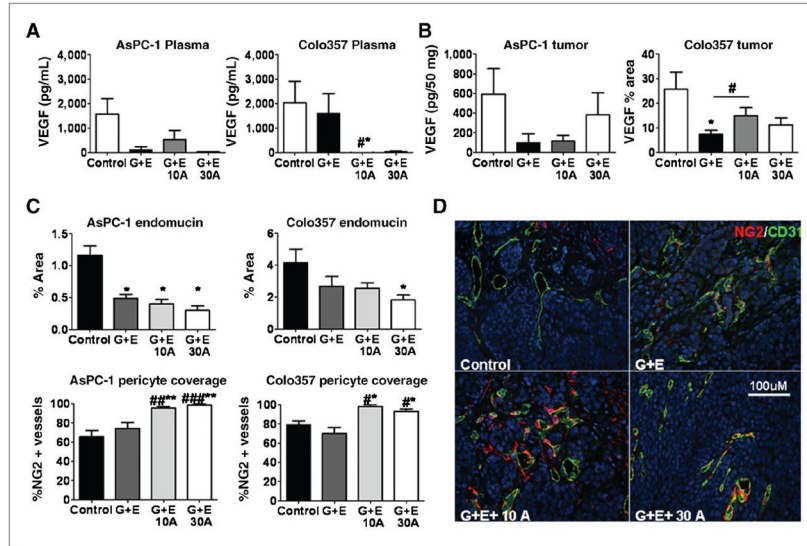 A
AsPC-1 Plasma
VEGF (pg/mL)
3,000
2,000
1,000
0
Control G+E G+E G+E
10A 30A
Colo357 Plasma
VEGF (pg/mL)
3,000
2,000
1,000
0
#*
Control G+E G+E G+E
10A 30A
B
AsPC-1 tumor
VEGF (pg/50 mg)
1,000
800
600
400
200
0
Control G+E G+E G+E
10A 30A
Colo357 tumor
VEGF % area
40
30
20
10
0
#
*
Control G+E G+E G+E
10A 30A
C
AsPC-1 endomucin
% Area
1.5
1.0
0.5
0.0
* * *
Control G+E G+E G+E
10A 30A
Colo357 endomucin
% Area
6
4
2
0
*
Control G+E G+E G+E
10A 30A
AsPC-1 pericyte coverage
%NG2 + vessels
100
80
60
40
20
0
##** ###**
Control G+E G+E G+E
10A 30A
Colo357 pericyte coverage
%NG2 + vessels
100
80
60
40
20
0
#* #*
Control G+E G+E G+E
10A 30A
D
NG2/CD31
Control
G+E
100uM
G+E+ 10 A
G+E+ 30 A